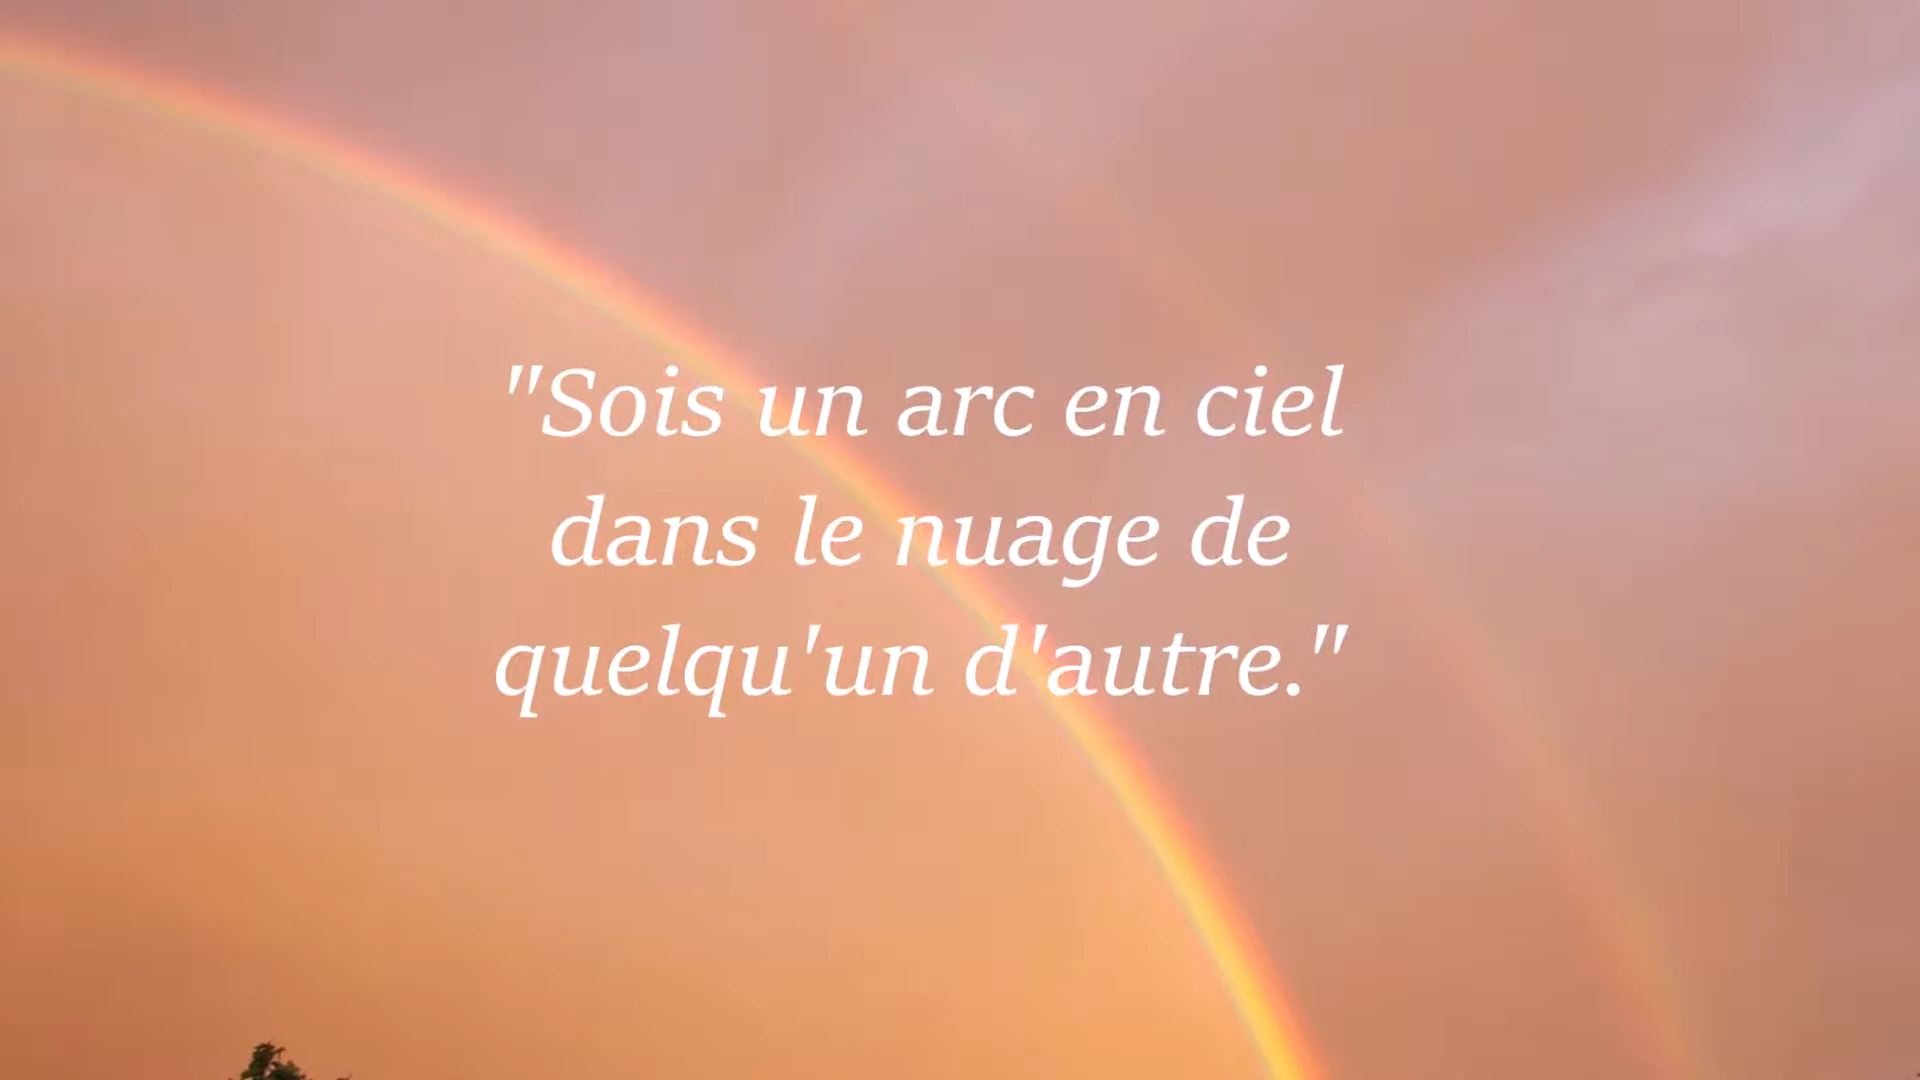 "Sois un arc en ciel
dans le nuage de
quelqu'un d'autre."